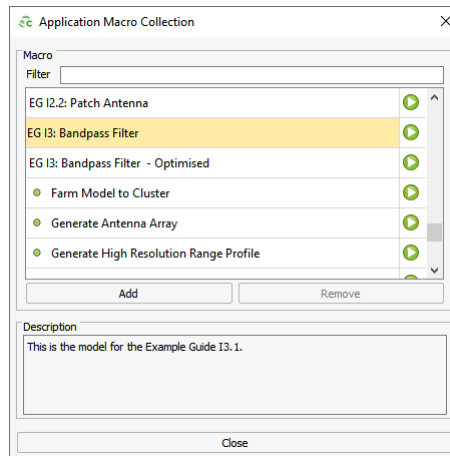 Application Macro Collection
Macro
Filter
EG I2.2: Patch Antenna
EG I3: Bandpass Filter
EG I3: Bandpass Filter - Optimised
Farm Model to Cluster
Generate Antenna Array
Generate High Resolution Range Profile
Add
Remove
Description
This is the model for the Example Guide I3.1.
Close